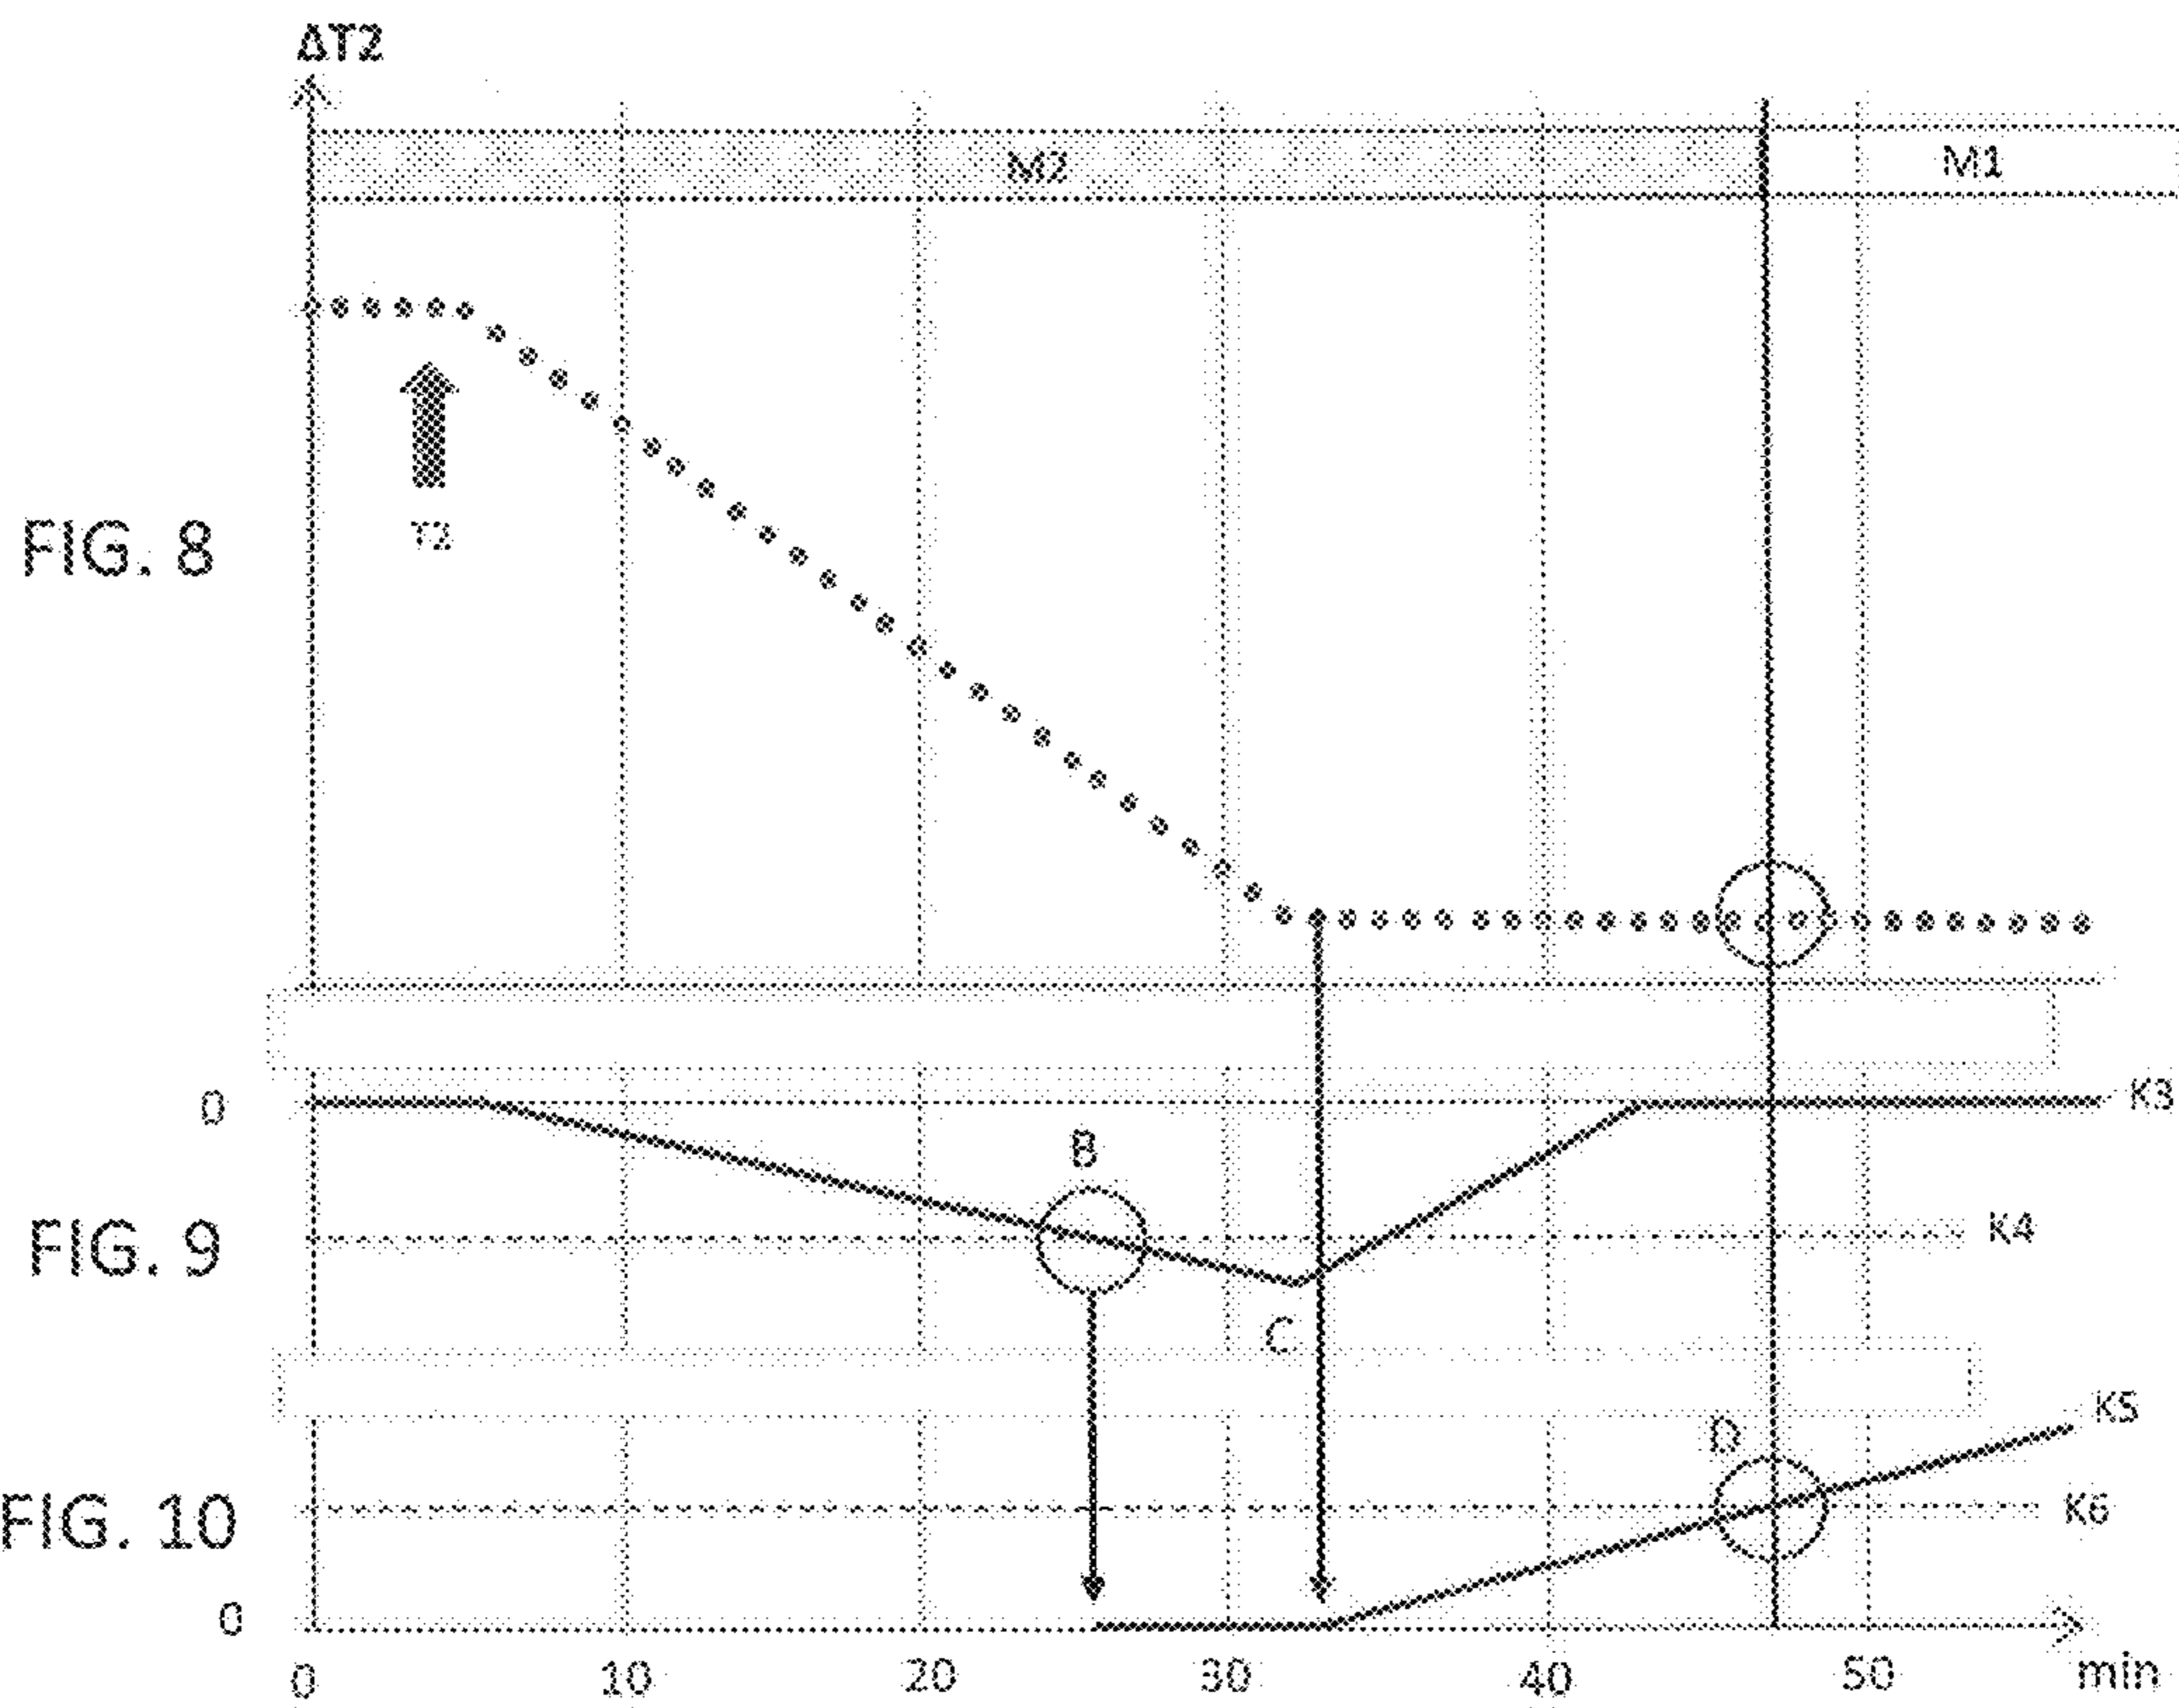 ΔT2
M2
M1
T2
FIG. 8
0
K3
B
FIG. 9
K4
C
K5
D
FIG. 10
K6
0
0 10 20 30 40 50 min